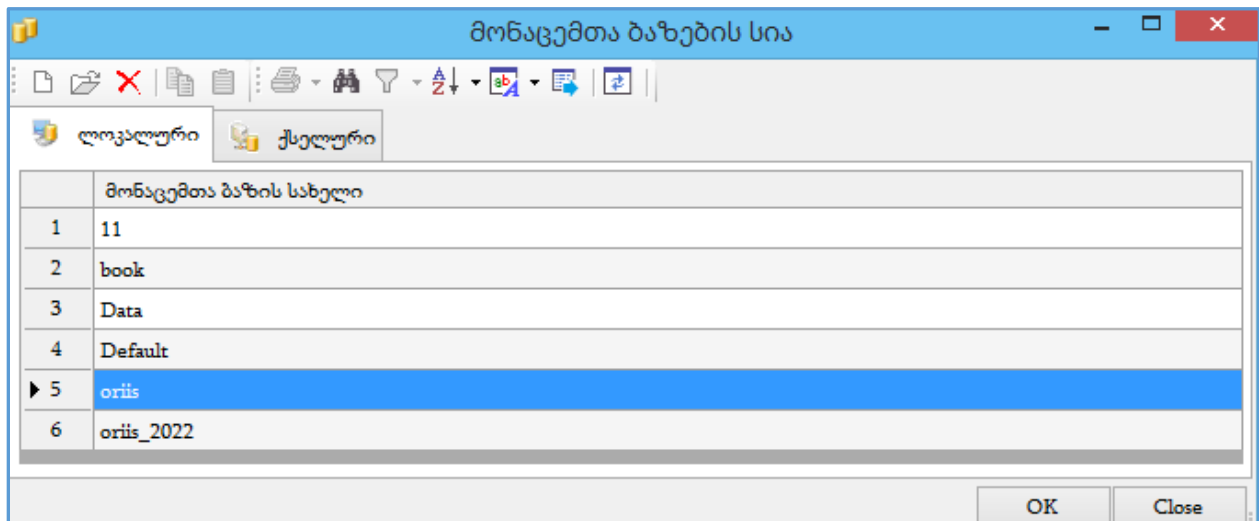 მონაცემთა ბაზების სია
ლოკალური ქსელური
მონაცემთა ბაზის სახელი
1 11
2 book
3 Data
4 Default
5 oriis
6 oriis_2022
OK Close